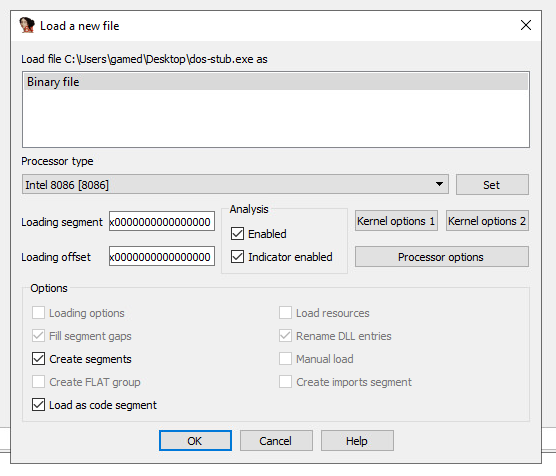 Load a new file
Load file C:\Users\gamed\Desktop\dos-stub.exe as
Binary file
Processor type
Intel 8086 [8086]
Set
Loading segment x0000000000000000
Loading offset x0000000000000000
Analysis
Enabled
Indicator enabled
Kernel options 1
Kernel options 2
Processor options
Options
Loading options
Load resources
Fill segment gaps
Rename DLL entries
Create segments
Manual load
Create FLAT group
Create imports segment
Load as code segment
OK
Cancel
Help